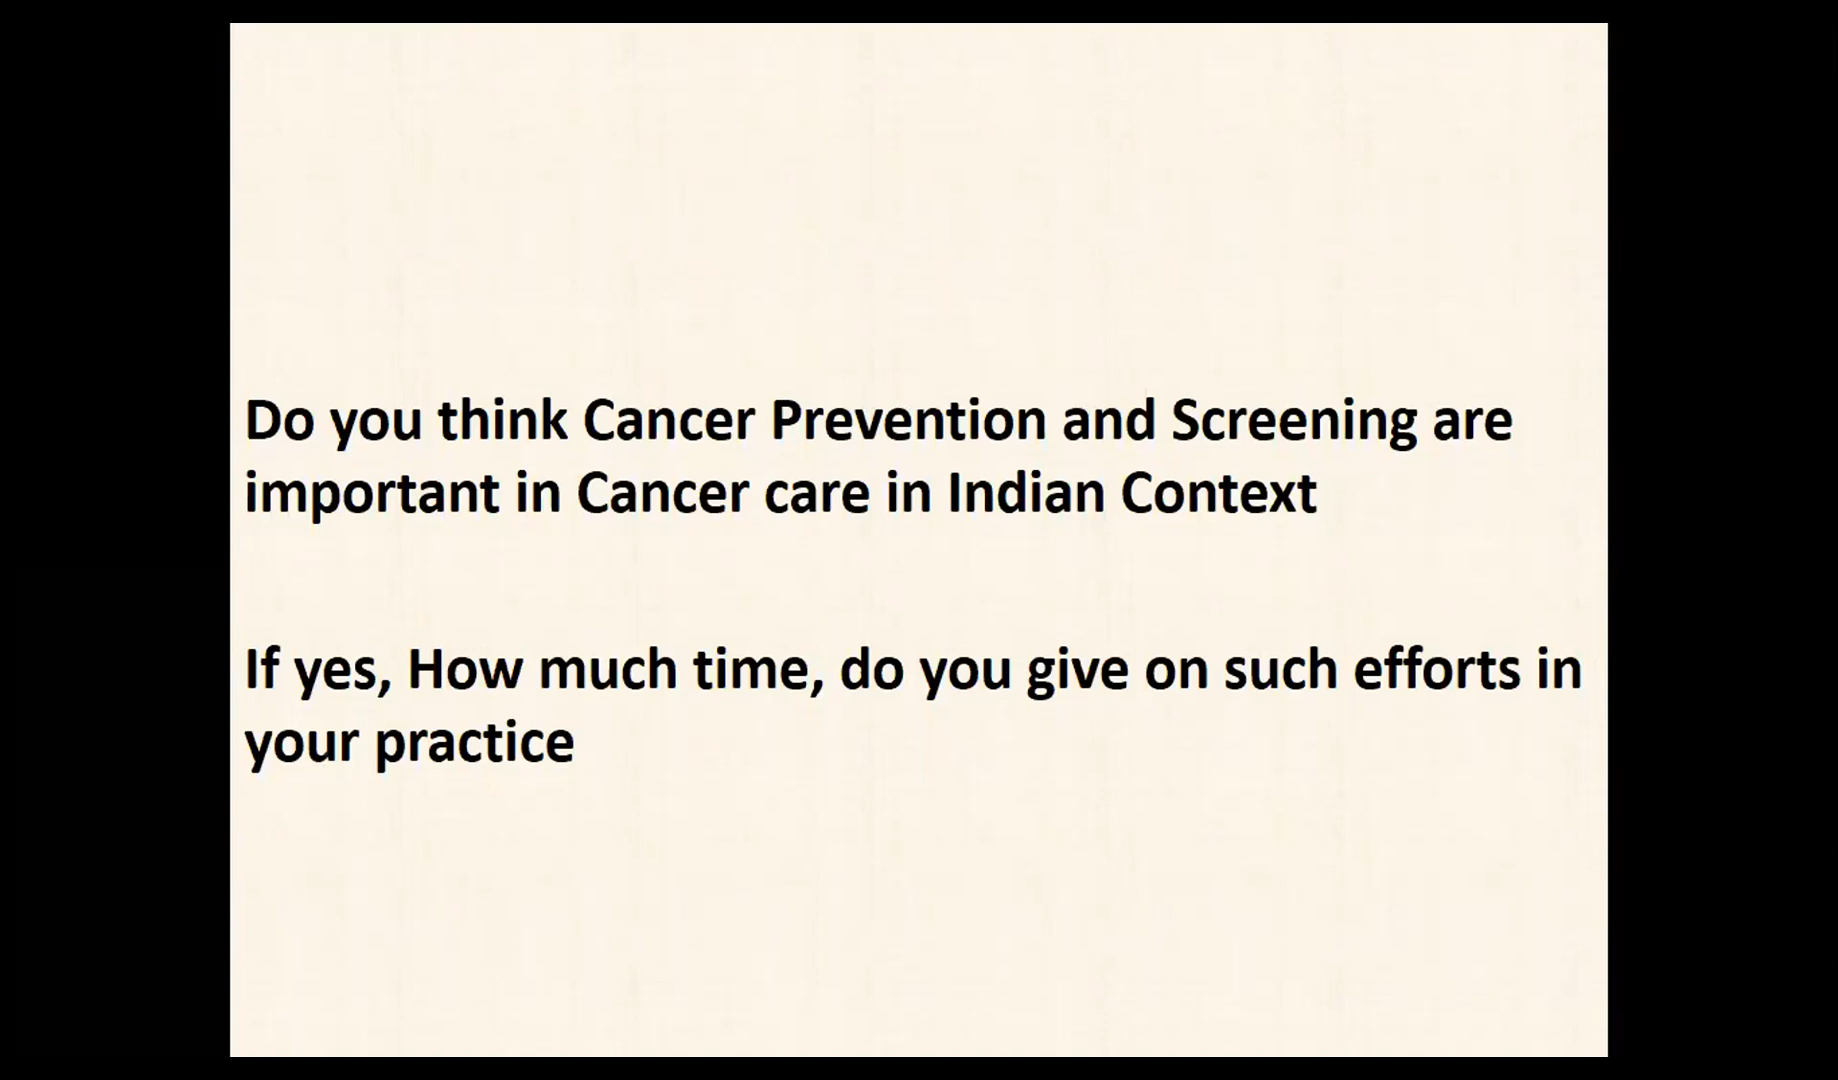 Do you think Cancer Prevention and Screening are
important in Cancer care in Indian Context
If yes, How much time, do you give on such efforts in
your practice